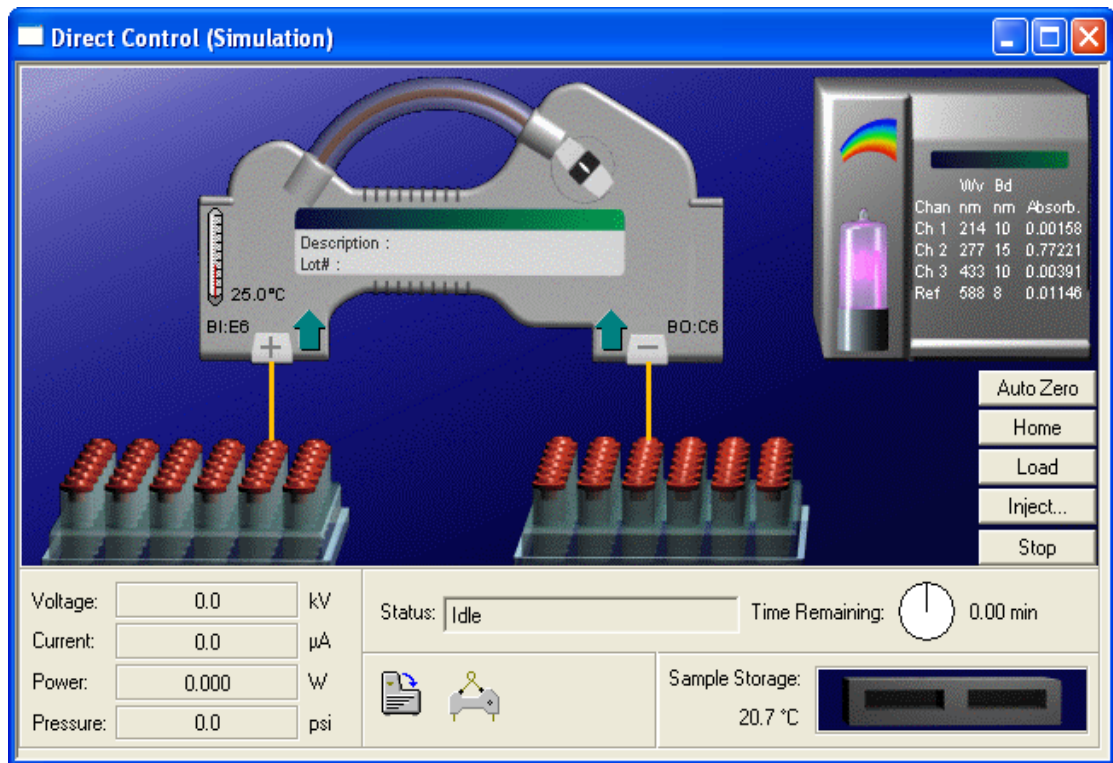 Direct Control (Simulation)
Description :
Lot# :
25.0°C
BI:E6
BO:C6
+
−
Wv Bd
Chan nm nm Absorb.
Ch 1 214 10 0.00158
Ch 2 277 15 0.77221
Ch 3 433 10 0.00391
Ref 588 8 0.01146
Auto Zero
Home
Load
Inject...
Stop
Voltage: 0.0 kV
Current: 0.0 µA
Power: 0.000 W
Pressure: 0.0 psi
Status: Idle
Time Remaining: 0.00 min
Sample Storage:
20.7 °C